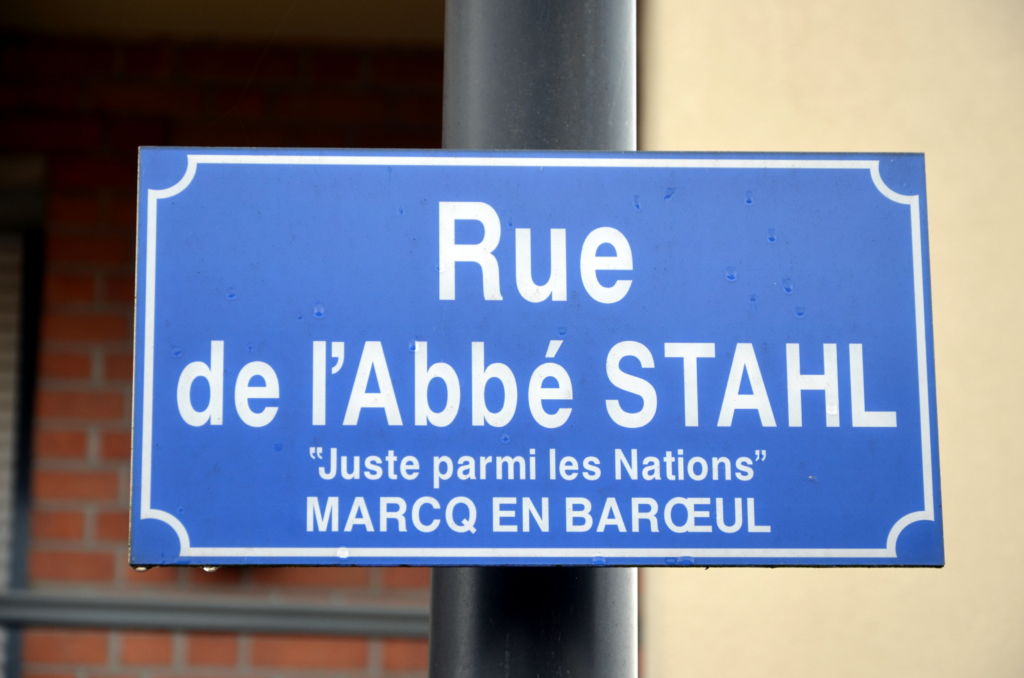 Rue
de l'Abbé STAHL
"Juste parmi les Nations"
MARCQ EN BARŒUL